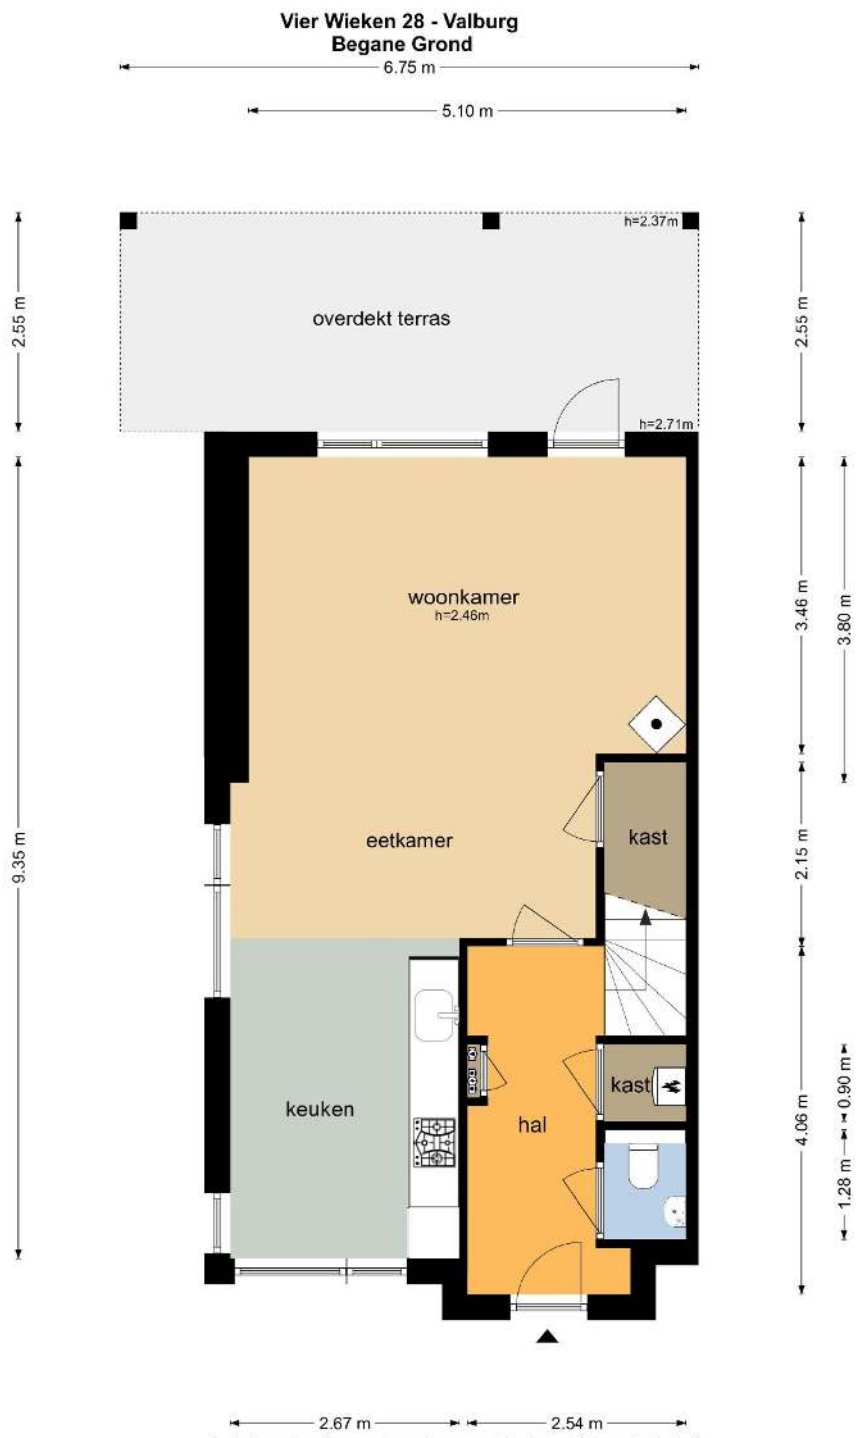 Vier Wieken 28 - Valburg
Begane Grond
6.75 m
5.10 m
h=2.37m
2.55 m
overdekt terras
2.55 m
h=2.71m
woonkamer
h=2.46m
3.46 m
3.80 m
9.35 m
eetkamer
kast
2.15 m
keuken
kast
hal
4.06 m
0.90 m
1.28 m
2.67 m
2.54 m